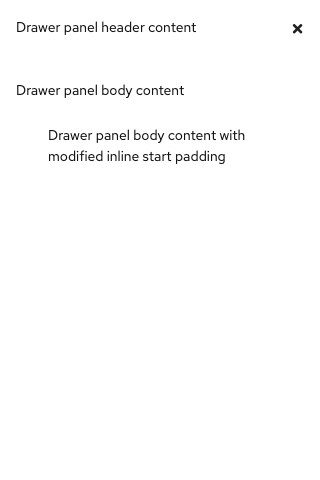 Drawer panel header content
Drawer panel body content
Drawer panel body content with
modified inline start padding